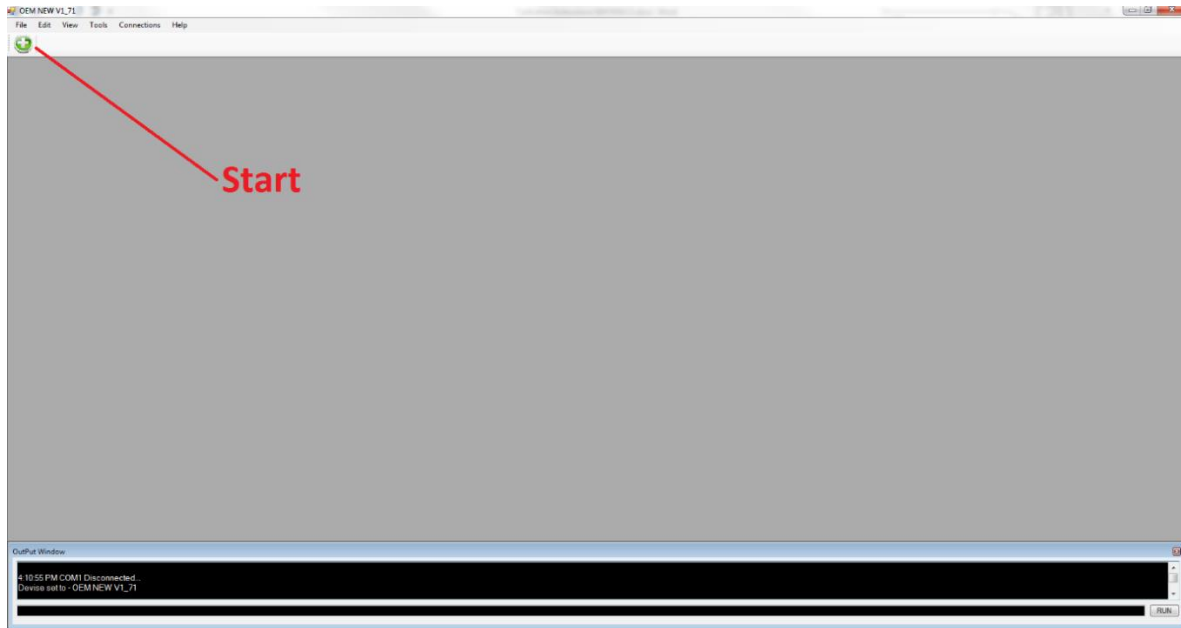 OEM NEW V1_71
File Edit View Tools Connections Help
Start
OutPut Window
4:10:55 PM COM1 Disconnected...
Devise set to - OEM NEW V1_71
RUN